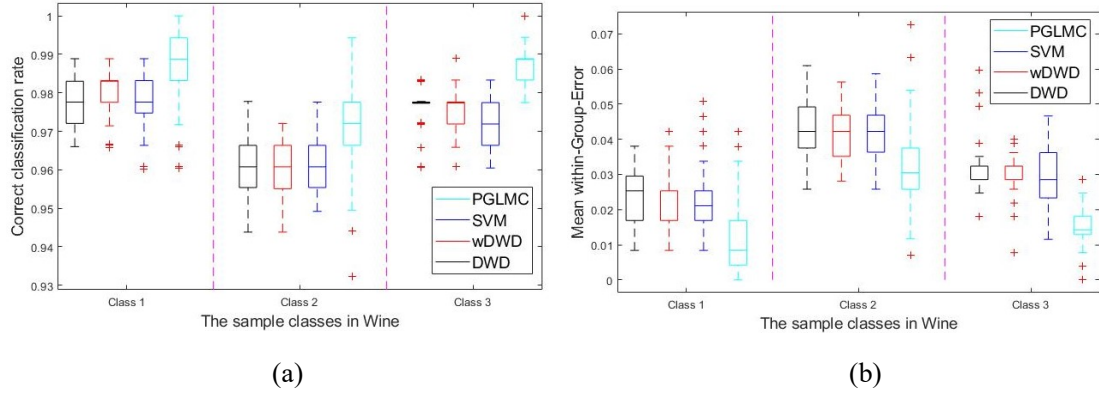 1
0.99
0.98
0.97
0.96
0.95
0.94
0.93
Correct classification rate
PGLMC
SVM
wDWD
DWD
Class 1
Class 2
Class 3
The sample classes in Wine
(a)
0.07
0.06
0.05
0.04
0.03
0.02
0.01
0
Mean within-Group-Error
PGLMC
SVM
wDWD
DWD
Class 1
Class 2
Class 3
The sample classes in Wine
(b)